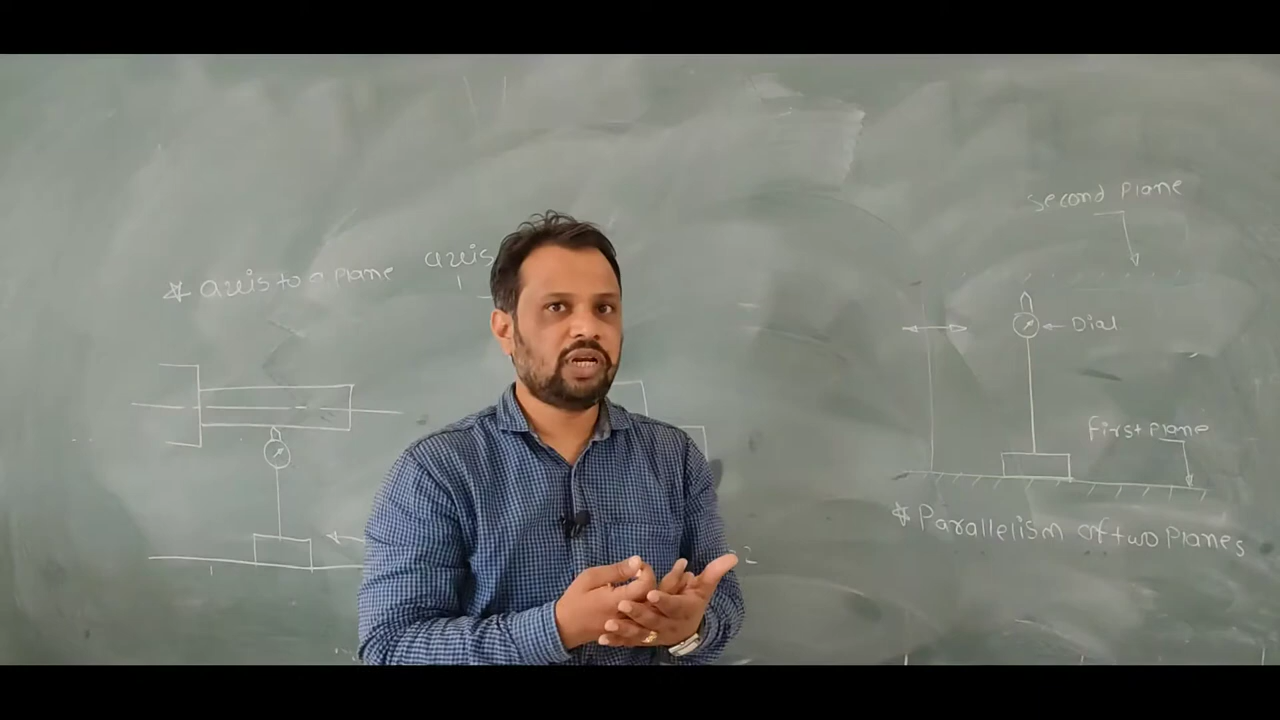 * axis to a Plane
axis
Second Plane
Dial
First Plane
* Parallelism of two Planes